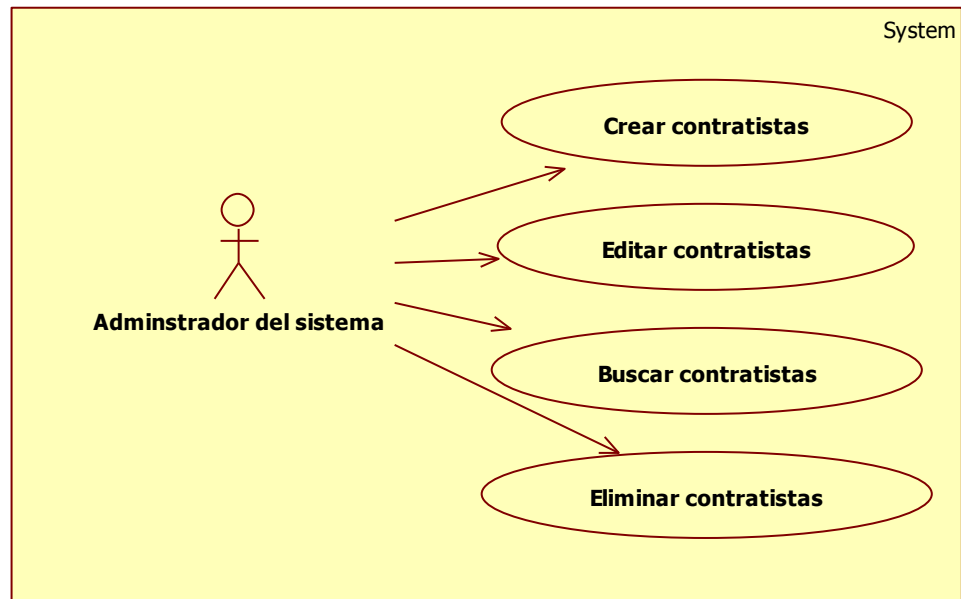 System
Crear contratistas
Editar contratistas
Adminstrador del sistema
Buscar contratistas
Eliminar contratistas